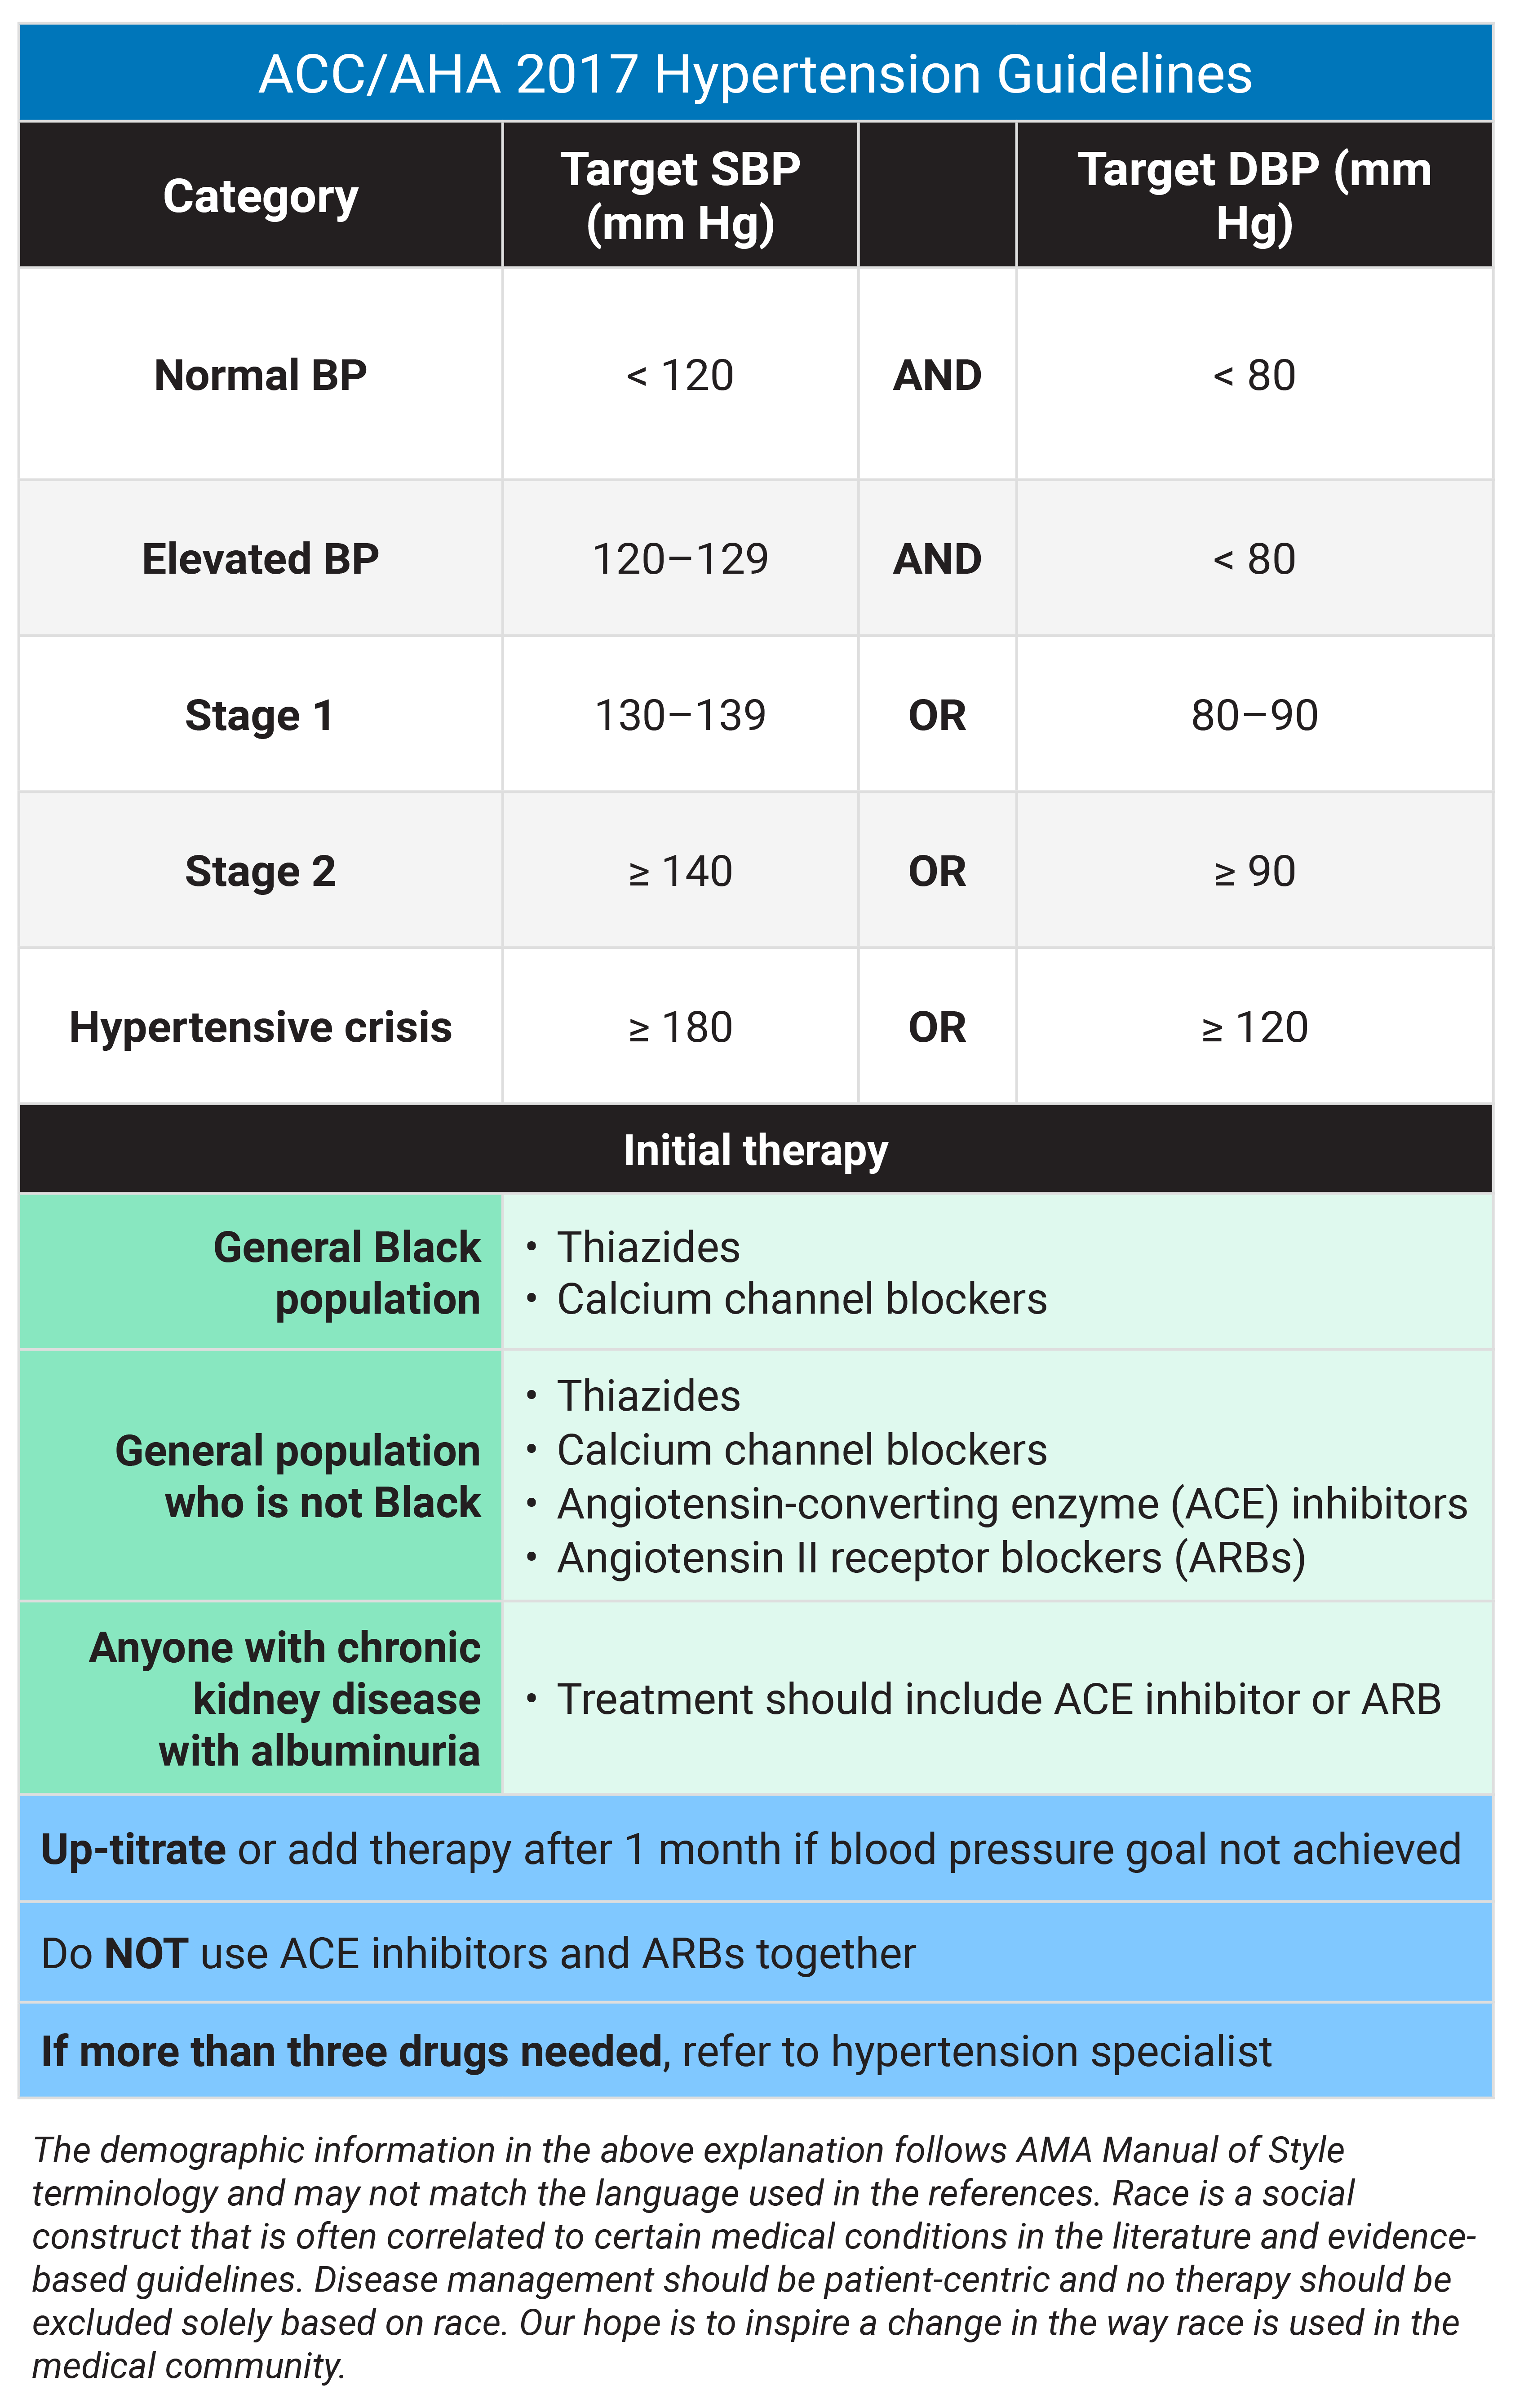 ACC/AHA 2017 Hypertension Guidelines
Category
Target SBP
(mm Hg)
Target DBP (mm
Hg)
Normal BP < 120 AND < 80
Elevated BP 120–129 AND < 80
Stage 1 130–139 OR 80–90
Stage 2 ≥ 140 OR ≥ 90
Hypertensive crisis ≥ 180 OR ≥ 120
Initial therapy
General Black
population
• Thiazides
• Calcium channel blockers
General population
who is not Black
• Thiazides
• Calcium channel blockers
• Angiotensin-converting enzyme (ACE) inhibitors
• Angiotensin II receptor blockers (ARBs)
Anyone with chronic
kidney disease
with albuminuria
• Treatment should include ACE inhibitor or ARB
Up-titrate or add therapy after 1 month if blood pressure goal not achieved
Do NOT use ACE inhibitors and ARBs together
If more than three drugs needed, refer to hypertension specialist
The demographic information in the above explanation follows AMA Manual of Style
terminology and may not match the language used in the references. Race is a social
construct that is often correlated to certain medical conditions in the literature and evidence-
based guidelines. Disease management should be patient-centric and no therapy should be
excluded solely based on race. Our hope is to inspire a change in the way race is used in the
medical community.